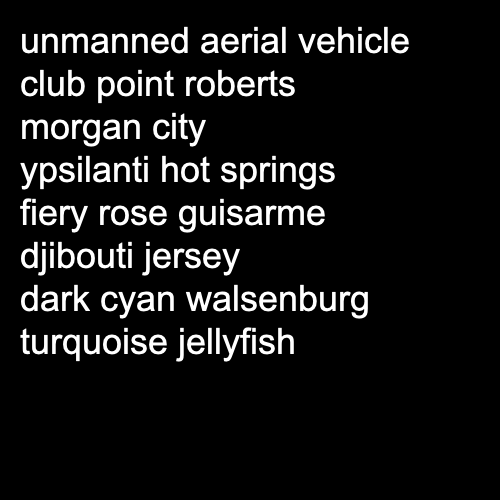 unmanned aerial vehicle
club point roberts
morgan city
ypsilanti hot springs
fiery rose guisarme
djibouti jersey
dark cyan walsenburg
turquoise jellyfish